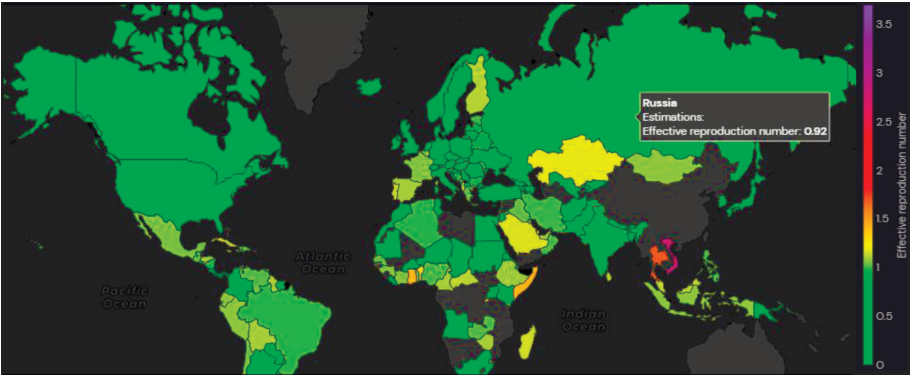 Russia
Estimations:
Effective reproduction number: 0.92
Atlantic
Ocean
Pacific
Ocean
Indian
Ocean
3.5
3
2.5
2
1.5
1
0.5
0
Effective reproduction number